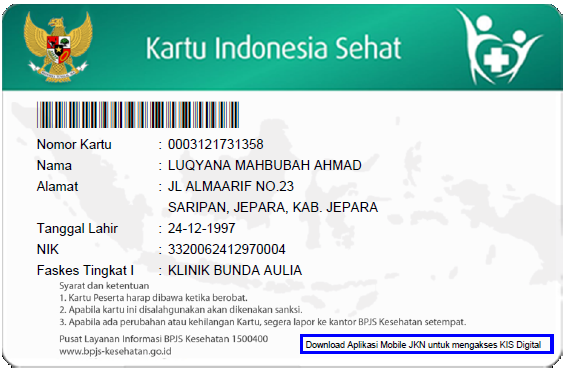 Kartu Indonesia Sehat
Nomor Kartu : 0003121731358
Nama : LUQYANA MAHBUBAH AHMAD
Alamat : JL ALMAARIF NO.23
SARIPAN, JEPARA, KAB. JEPARA
Tanggal Lahir : 24-12-1997
NIK : 3320062412970004
Faskes Tingkat I : KLINIK BUNDA AULIA
Syarat dan ketentuan
1. Kartu Peserta harap dibawa ketika berobat.
2. Apabila kartu ini disalahgunakan akan dikenakan sanksi.
3. Apabila ada perubahan atau kehilangan Kartu, segera lapor ke kantor BPJS Kesehatan setempat.
Pusat Layanan Informasi BPJS Kesehatan 1500400
www.bpjs-kesehatan.go.id
Download Aplikasi Mobile JKN untuk mengakses KIS Digital